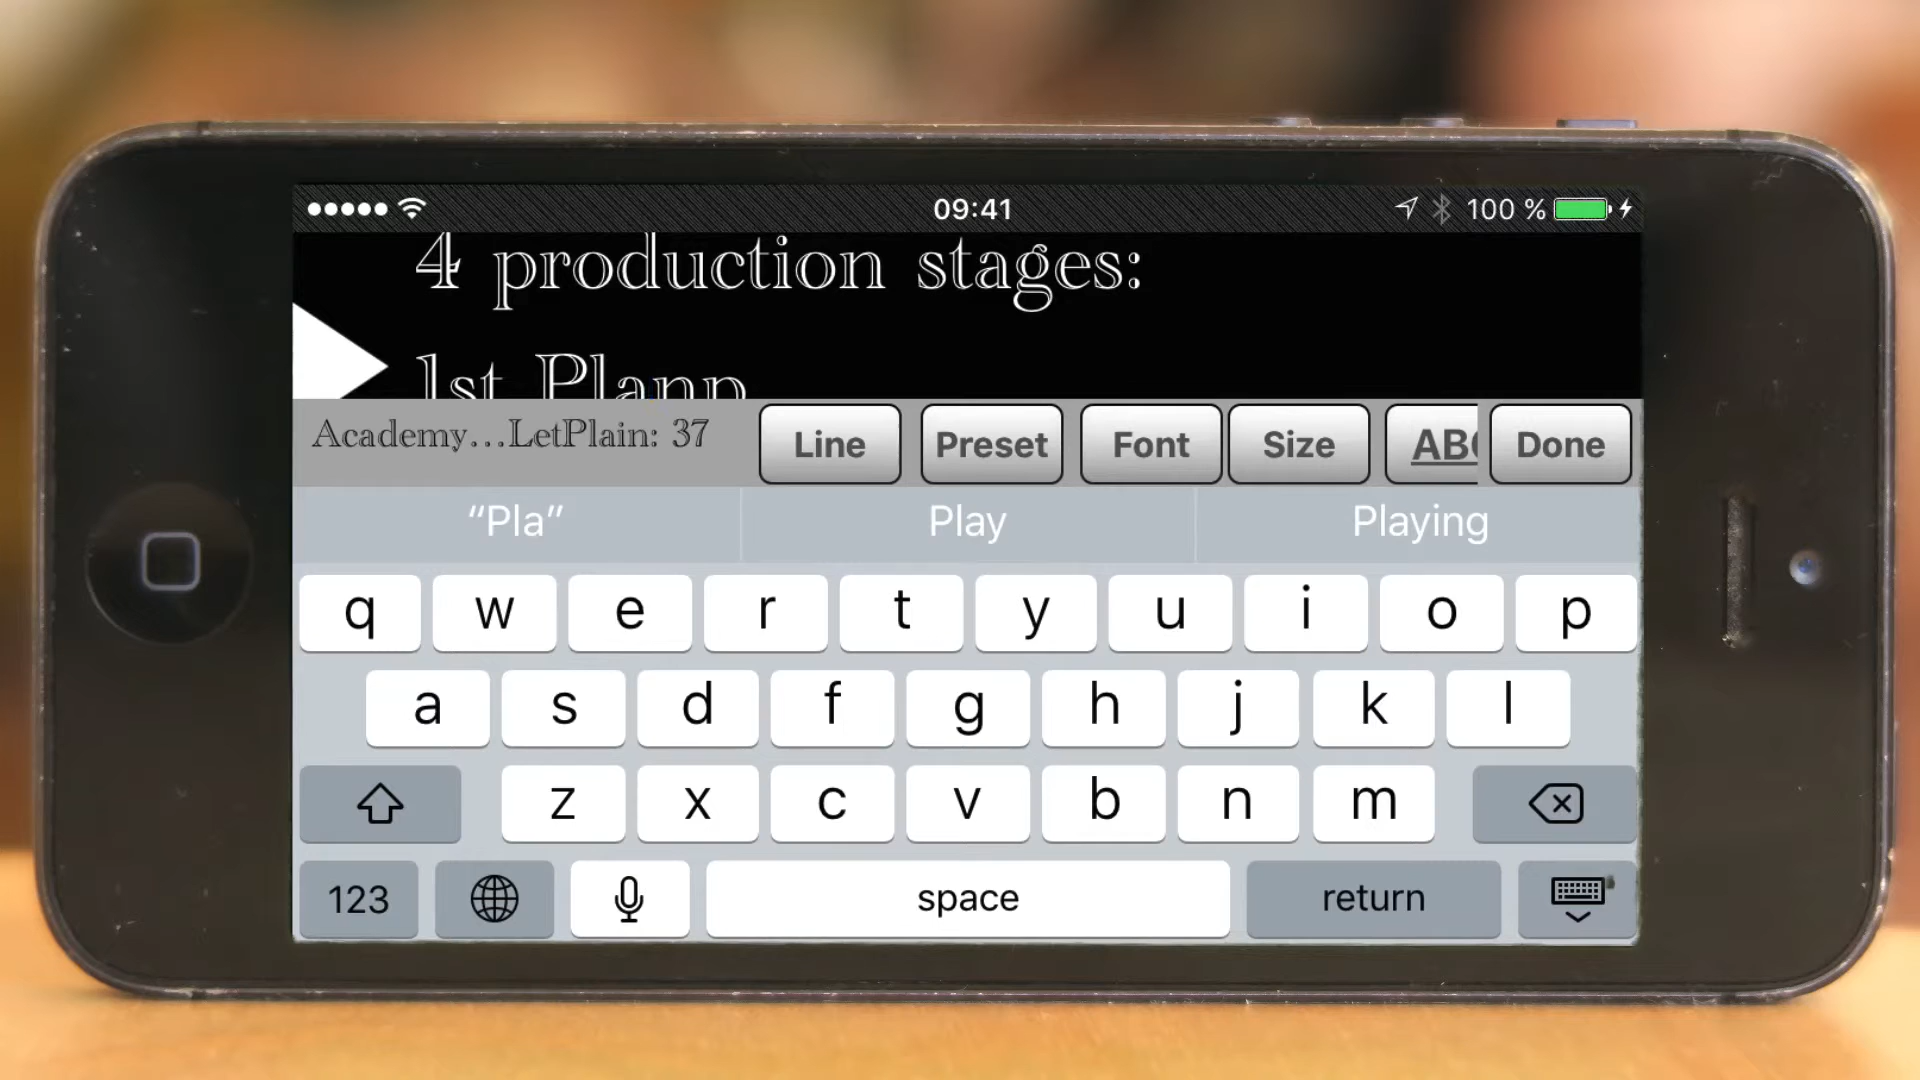 09:41
100 %
4 production stages:
1st Plann
Academy...LetPlain: 37
Line
Preset
Font
Size
ABC
Done
“Pla”
Play
Playing
q w e r t y u i o p
a s d f g h j k l
z x c v b n m
123
space
return